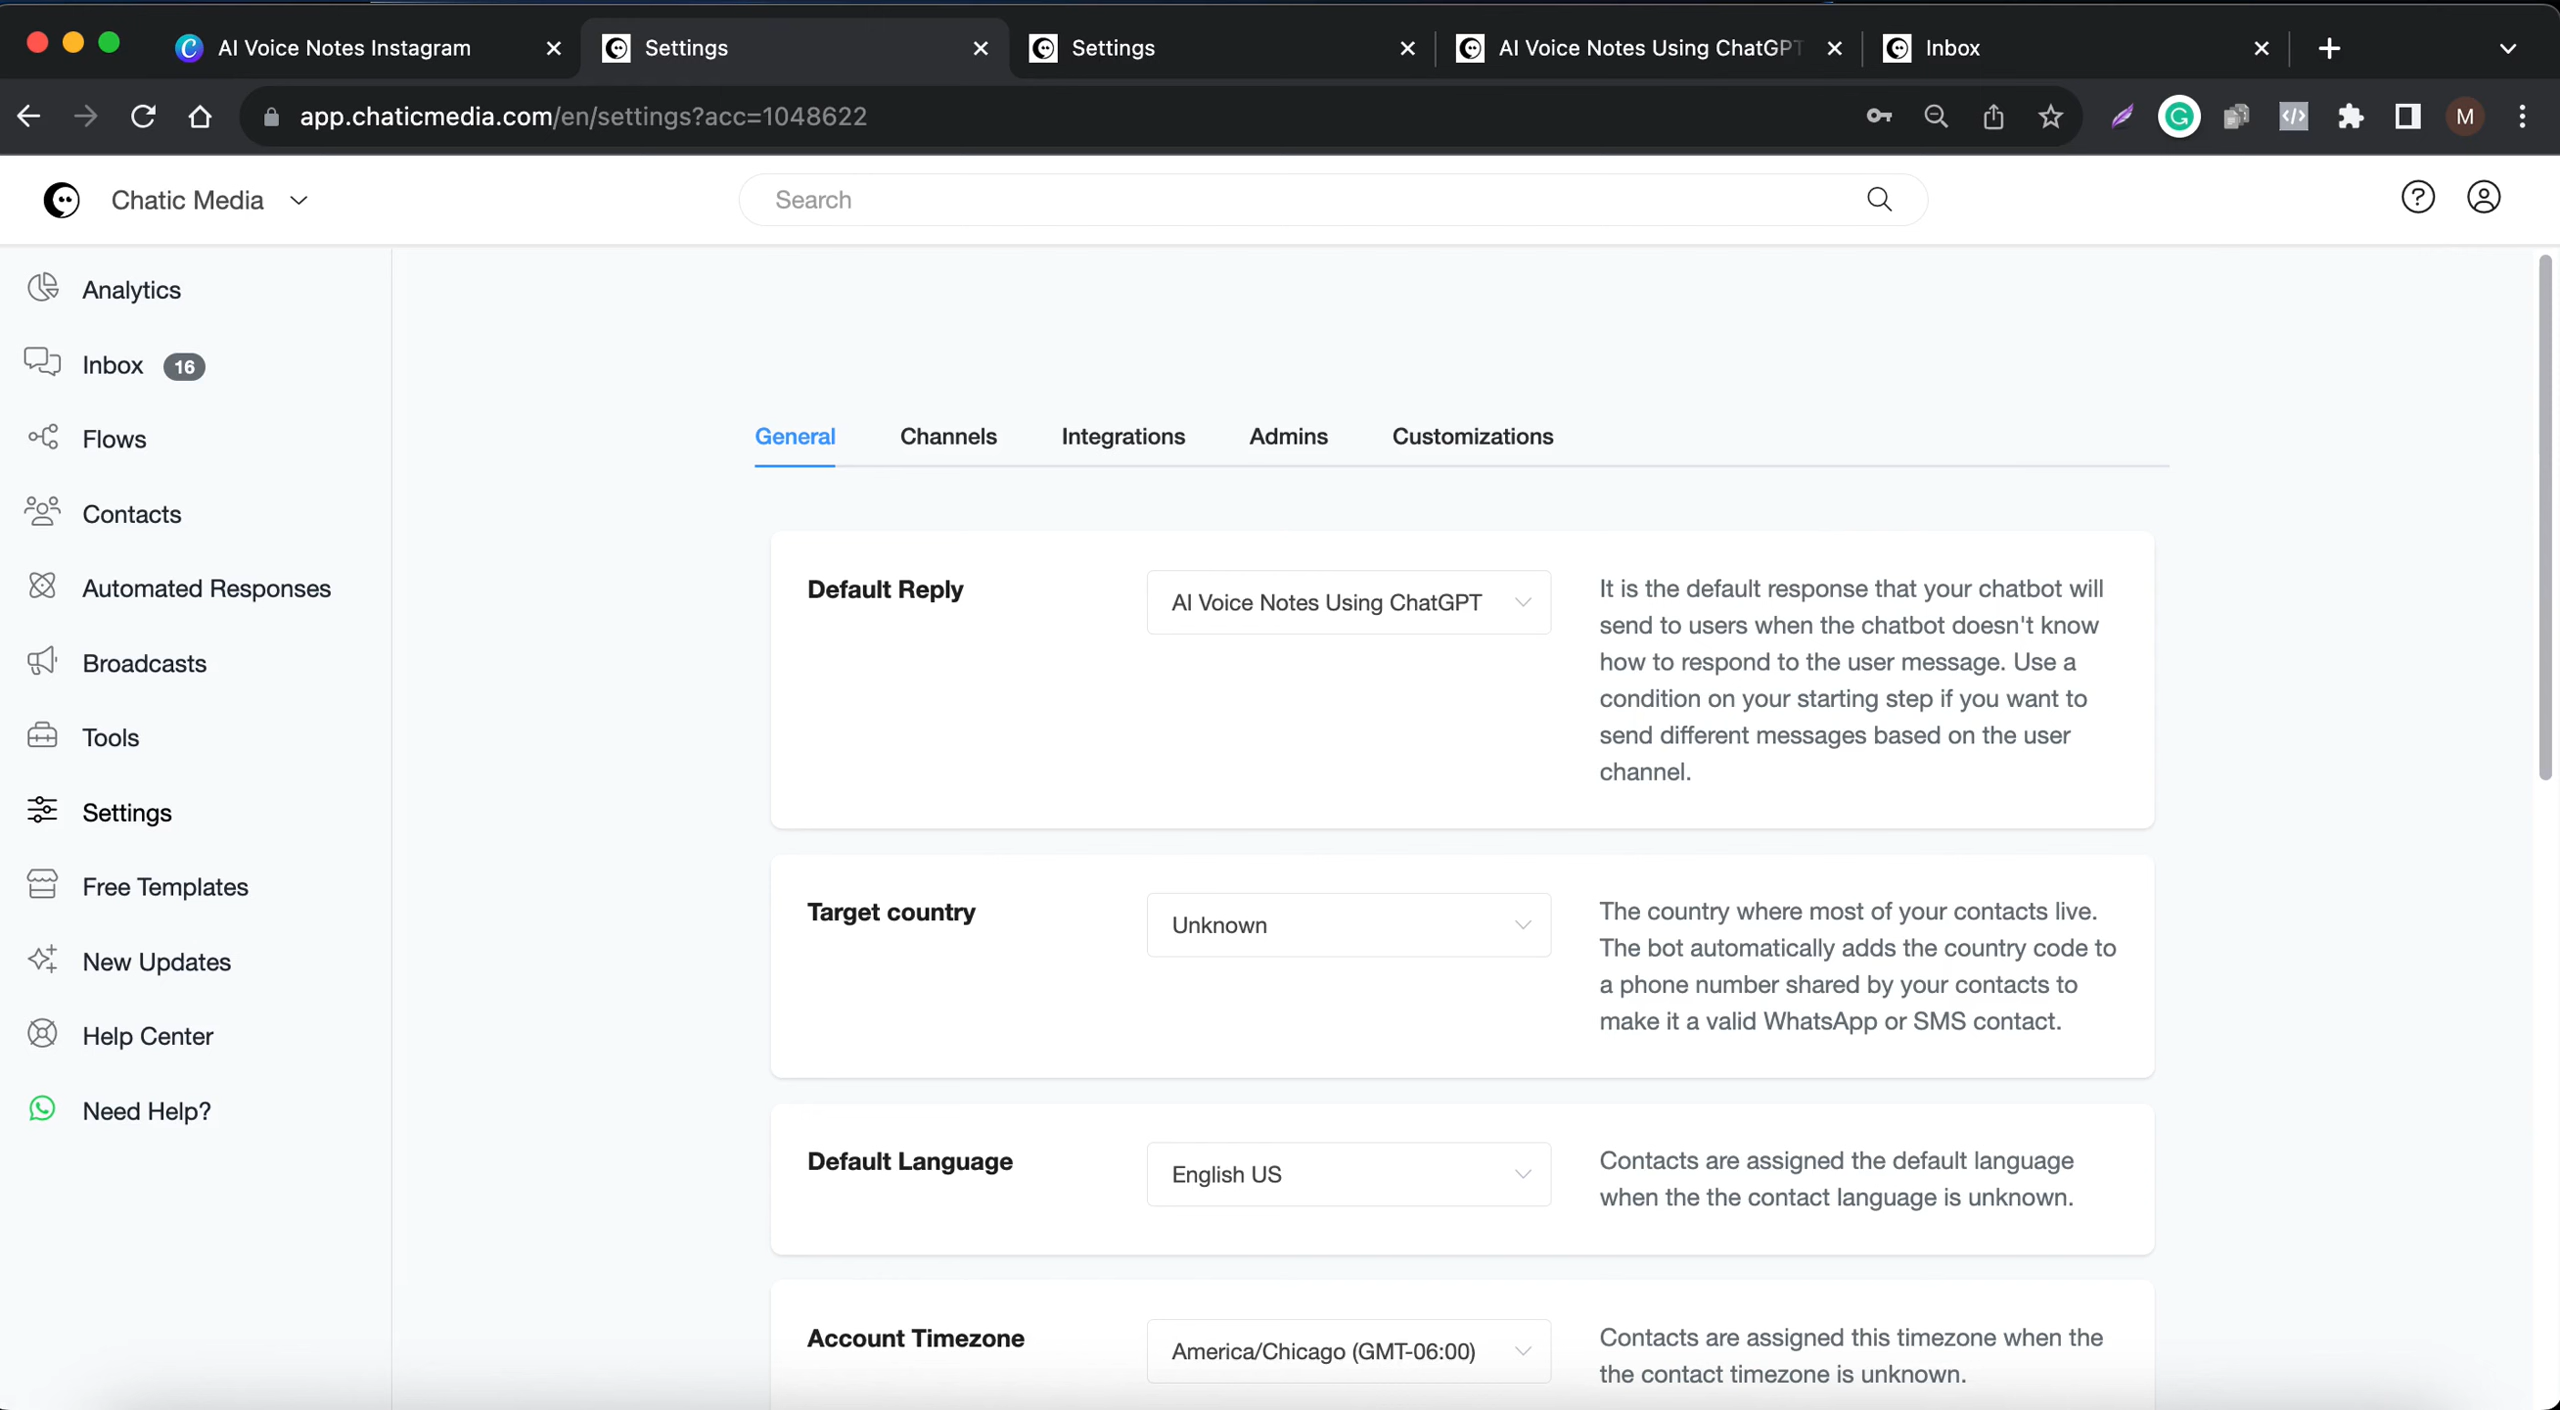 AI Voice Notes Instagram
Settings
Settings
AI Voice Notes Using ChatGPT
Inbox
app.chaticmedia.com/en/settings?acc=1048622
M
Chatic Media
Search
Analytics
Inbox 16
Flows
Contacts
Automated Responses
Broadcasts
Tools
Settings
Free Templates
New Updates
Help Center
Need Help?
General
Channels
Integrations
Admins
Customizations
Default Reply
AI Voice Notes Using ChatGPT
It is the default response that your chatbot will
send to users when the chatbot doesn't know
how to respond to the user message. Use a
condition on your starting step if you want to
send different messages based on the user
channel.
Target country
Unknown
The country where most of your contacts live.
The bot automatically adds the country code to
a phone number shared by your contacts to
make it a valid WhatsApp or SMS contact.
Default Language
English US
Contacts are assigned the default language
when the the contact language is unknown.
Account Timezone
America/Chicago (GMT-06:00)
Contacts are assigned this timezone when the
the contact timezone is unknown.